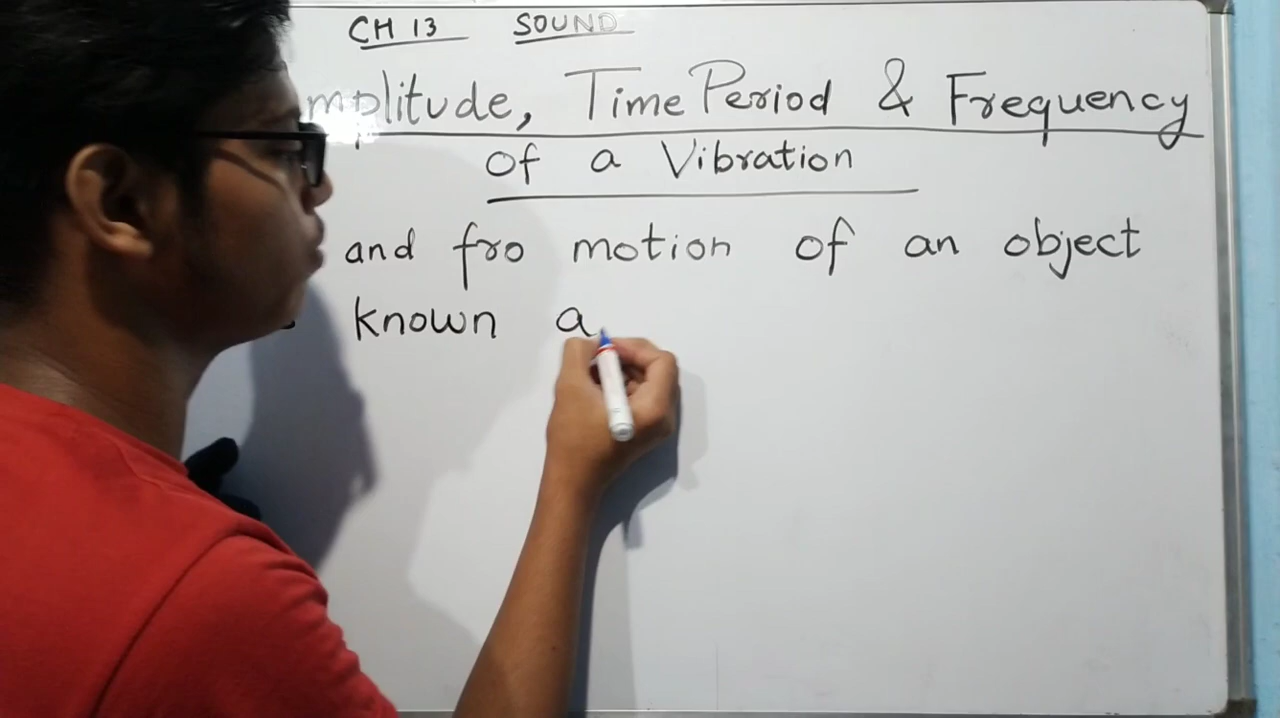 CH 13 SOUND
mplitude, Time Period & Frequency
of a Vibration
and fro motion of an object
known a